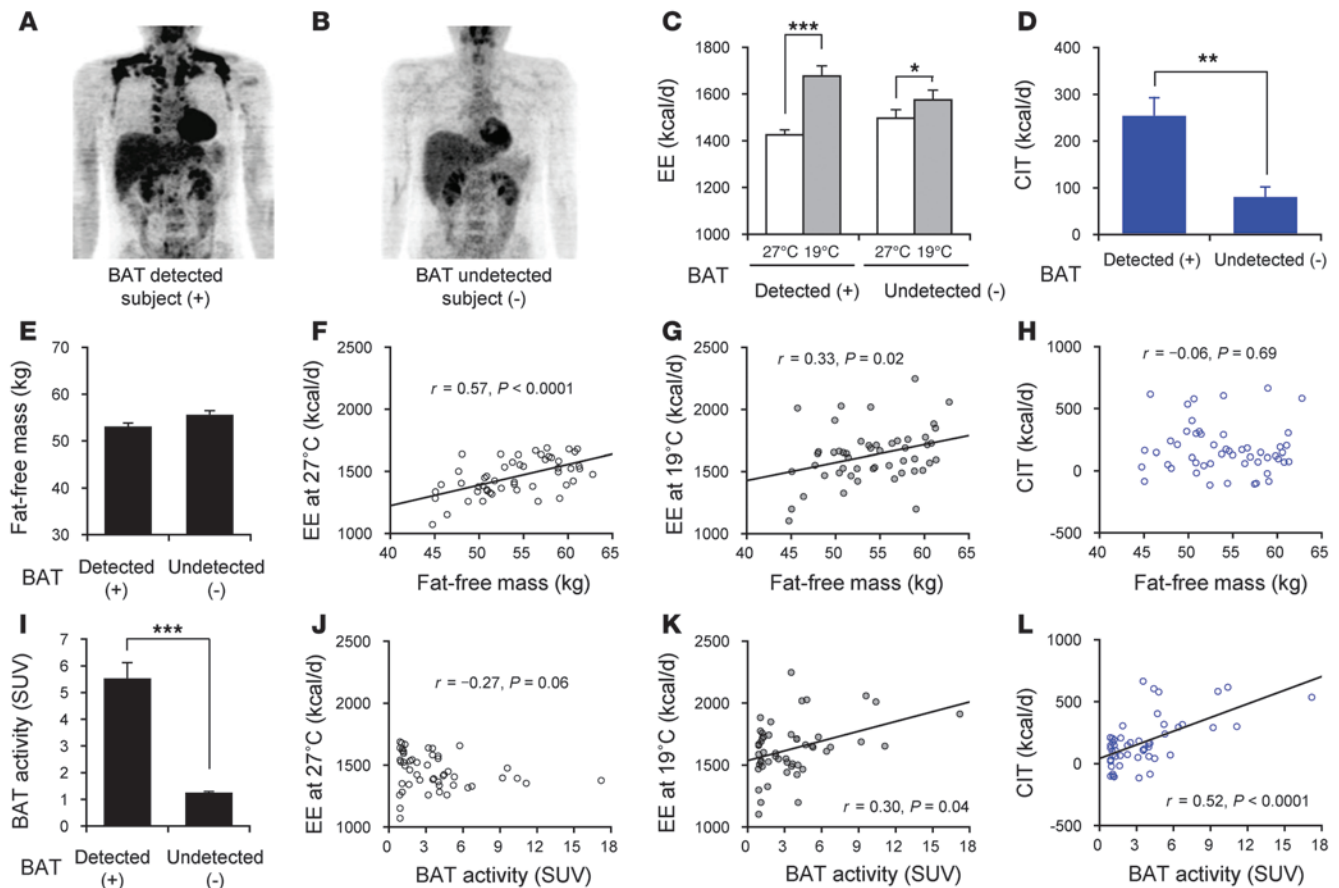 A
BAT detected
subject (+)
B
BAT undetected
subject (-)
C
EE (kcal/d)
1800
1600
1400
1200
1000
***
*
27°C 19°C
27°C 19°C
BAT
Detected (+)
Undetected (-)
D
CIT (kcal/d)
400
300
200
100
0
**
BAT
Detected (+)
Undetected (-)
E
Fat-free mass (kg)
70
60
50
40
30
BAT
Detected
(+)
Undetected
(-)
F
EE at 27°C (kcal/d)
2500
2000
1500
1000
r = 0.57, P < 0.0001
40 45 50 55 60 65
Fat-free mass (kg)
G
EE at 19°C (kcal/d)
2500
2000
1500
1000
r = 0.33, P = 0.02
40 45 50 55 60 65
Fat-free mass (kg)
H
CIT (kcal/d)
1000
500
0
-500
r = −0.06, P = 0.69
40 45 50 55 60 65
Fat-free mass (kg)
I
BAT activity (SUV)
7
6
5
4
3
2
1
0
***
BAT
Detected
(+)
Undetected
(-)
J
EE at 27°C (kcal/d)
2500
2000
1500
1000
r = −0.27, P = 0.06
0 3 6 9 12 15 18
BAT activity (SUV)
K
EE at 19°C (kcal/d)
2500
2000
1500
1000
r = 0.30, P = 0.04
0 3 6 9 12 15 18
BAT activity (SUV)
L
CIT (kcal/d)
1000
500
0
-500
r = 0.52, P < 0.0001
0 3 6 9 12 15 18
BAT activity (SUV)